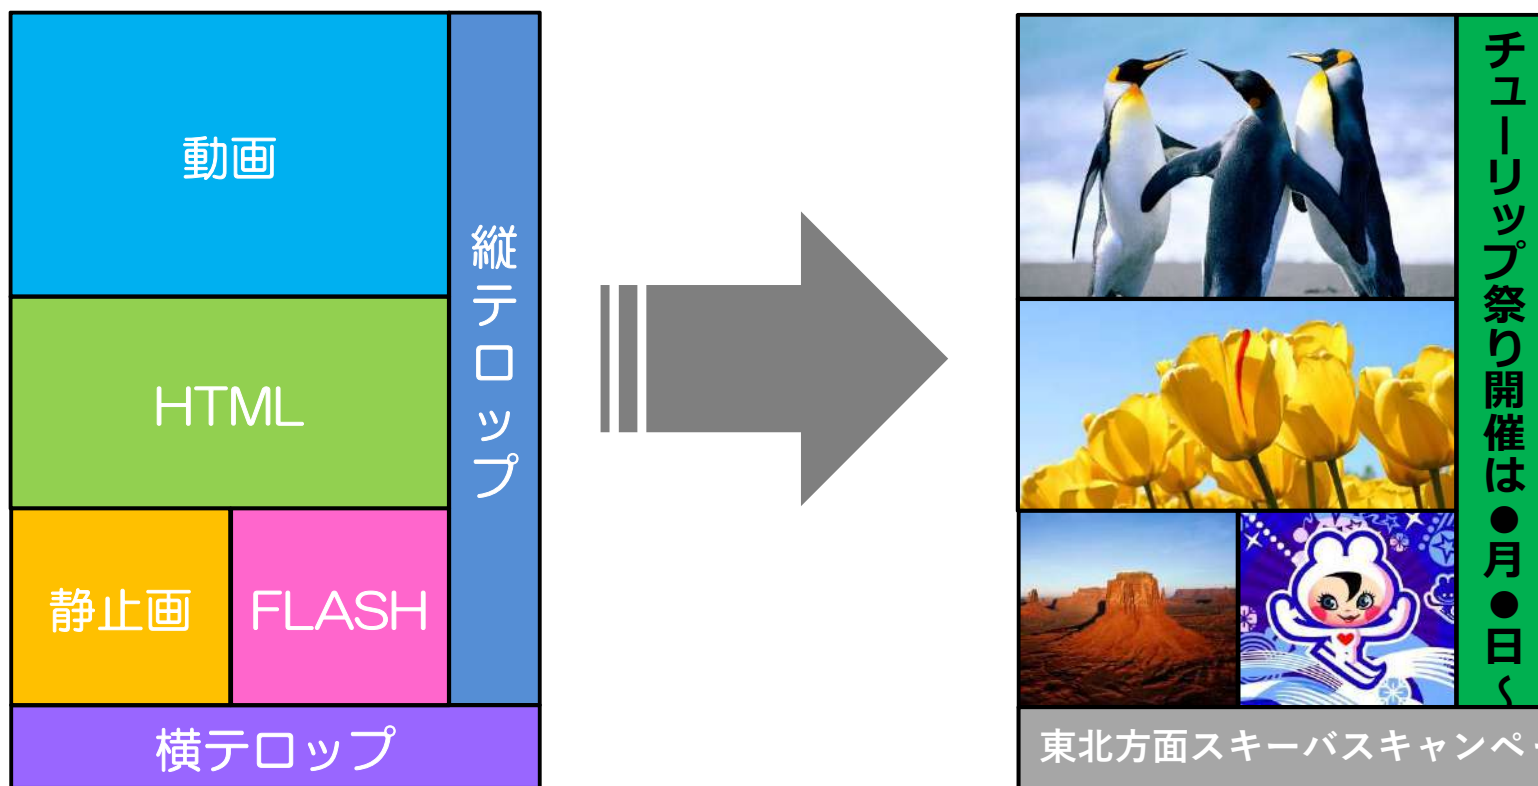 動画
HTML
静止画
FLASH
縦テロップ
横テロップ
チューリップ祭り開催は●月●日~
東北方面スキーバスキャンペ